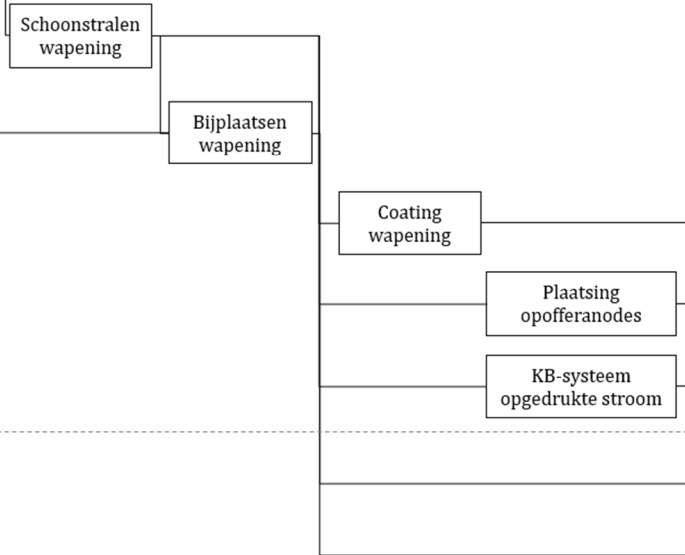 Schoonstralen
wapening
Bijplaatsen
wapening
Coating
wapening
Plaatsing
opofferanodes
KB-systeem
opgedrukte stroom